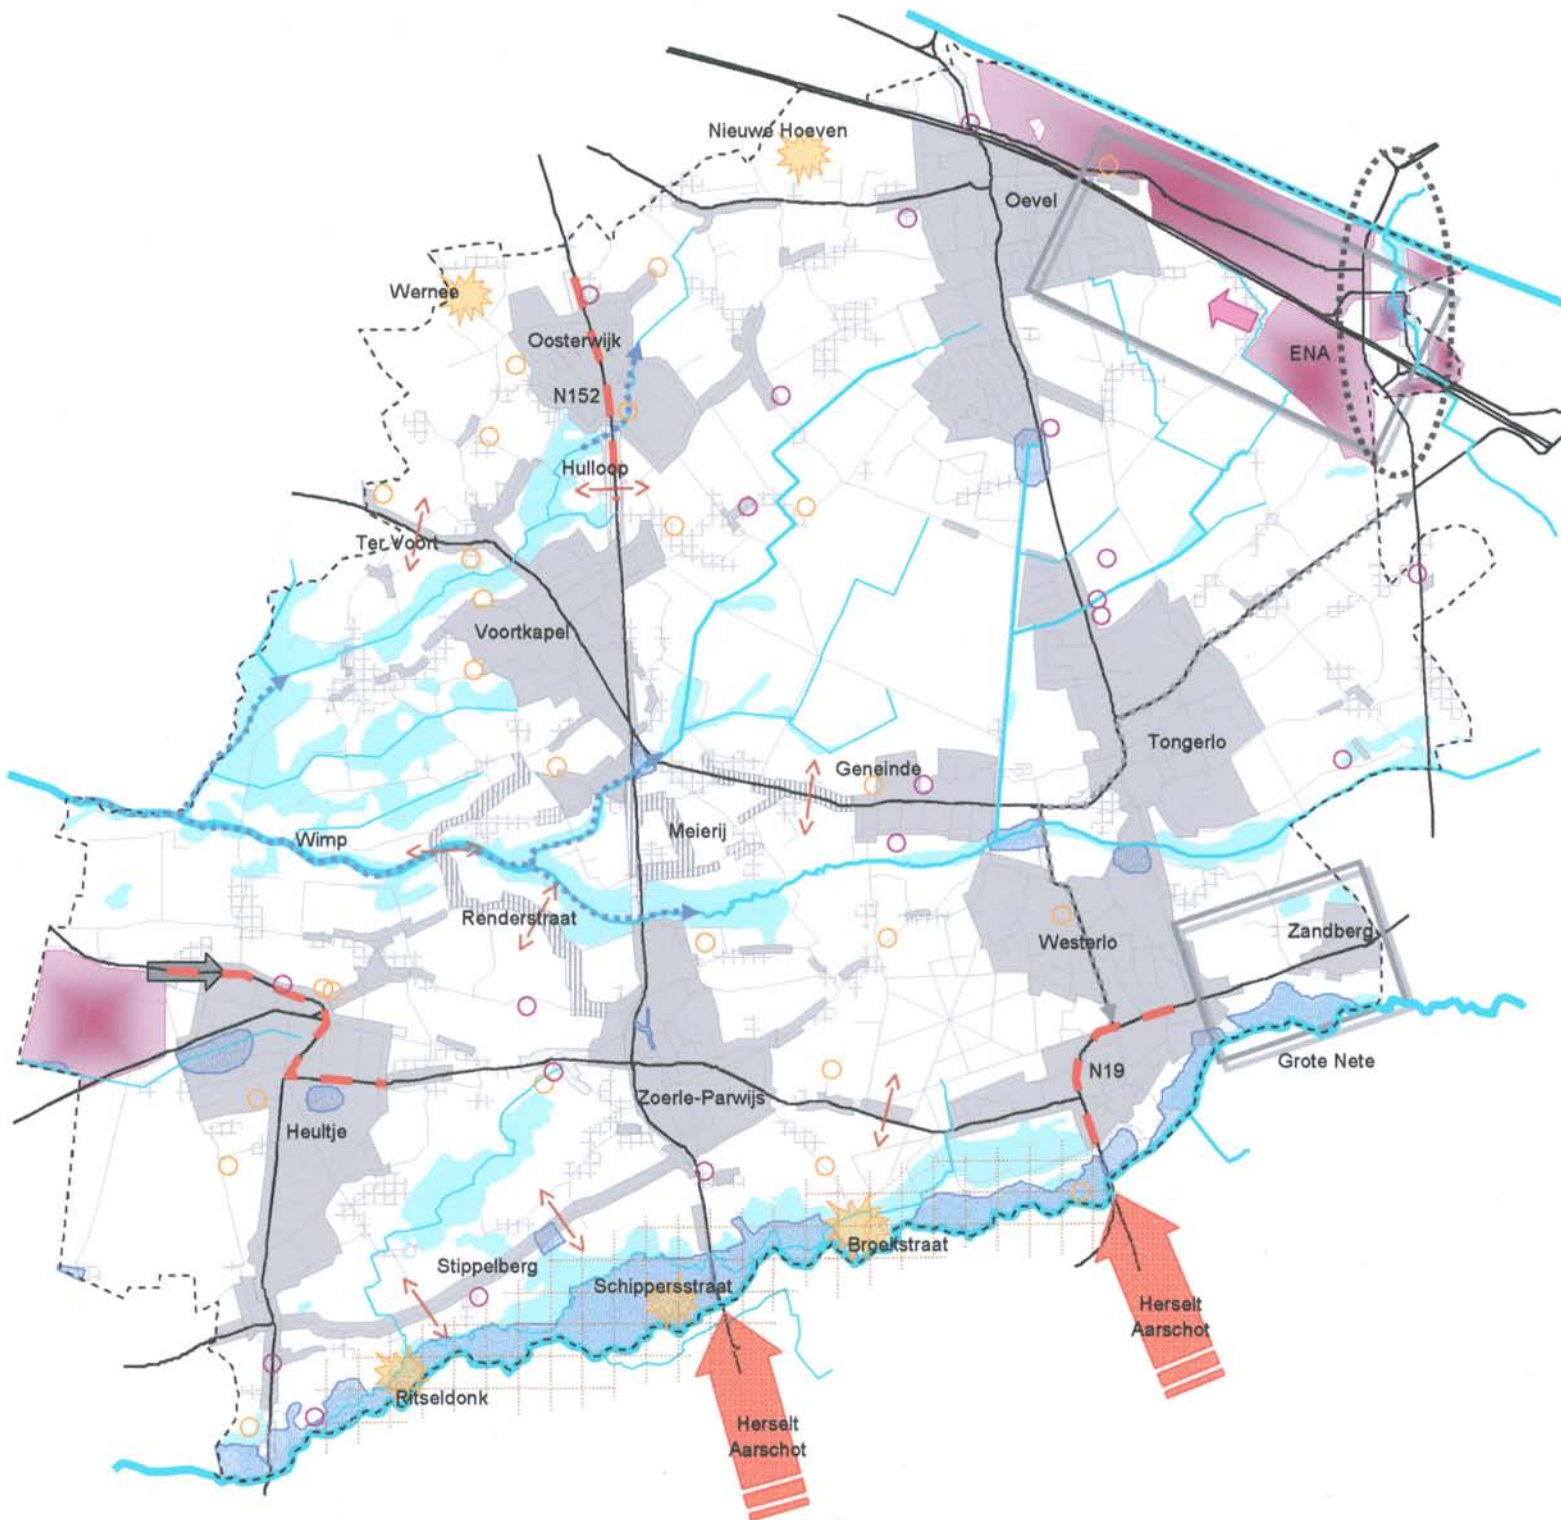 Nieuwe Hoeven
Oevel
Wernee
Oosterwijk
ENA
N152
Hulloop
Ter Voort
Voortkapel
Tongerlo
Geneinde
Wimp
Meierij
Renderstraat
Westerlo
Zandberg
Grote Nete
N19
Zoerle-Parwijs
Heultje
Broekstraat
Stippelberg
Schippersstraat
Herselt
Aarschot
Ritseldonk
Herselt
Aarschot